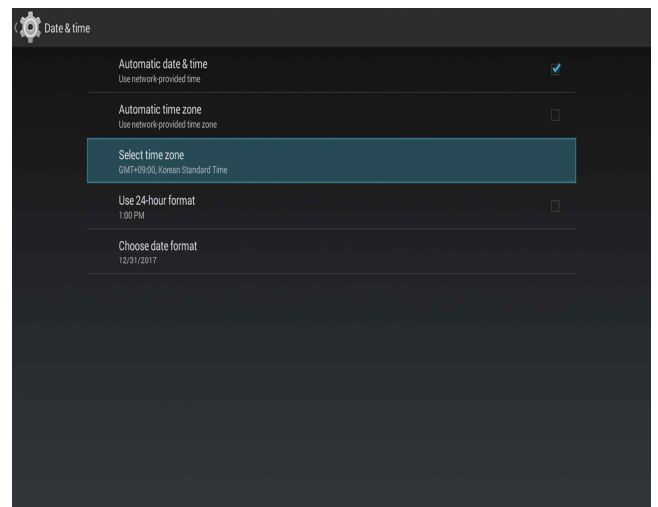 Date & time
Automatic date & time
Use network-provided time
Automatic time zone
Use network-provided time zone
Select time zone
GMT+09:00, Korean Standard Time
Use 24-hour format
1:00 PM
Choose date format
12/31/2017